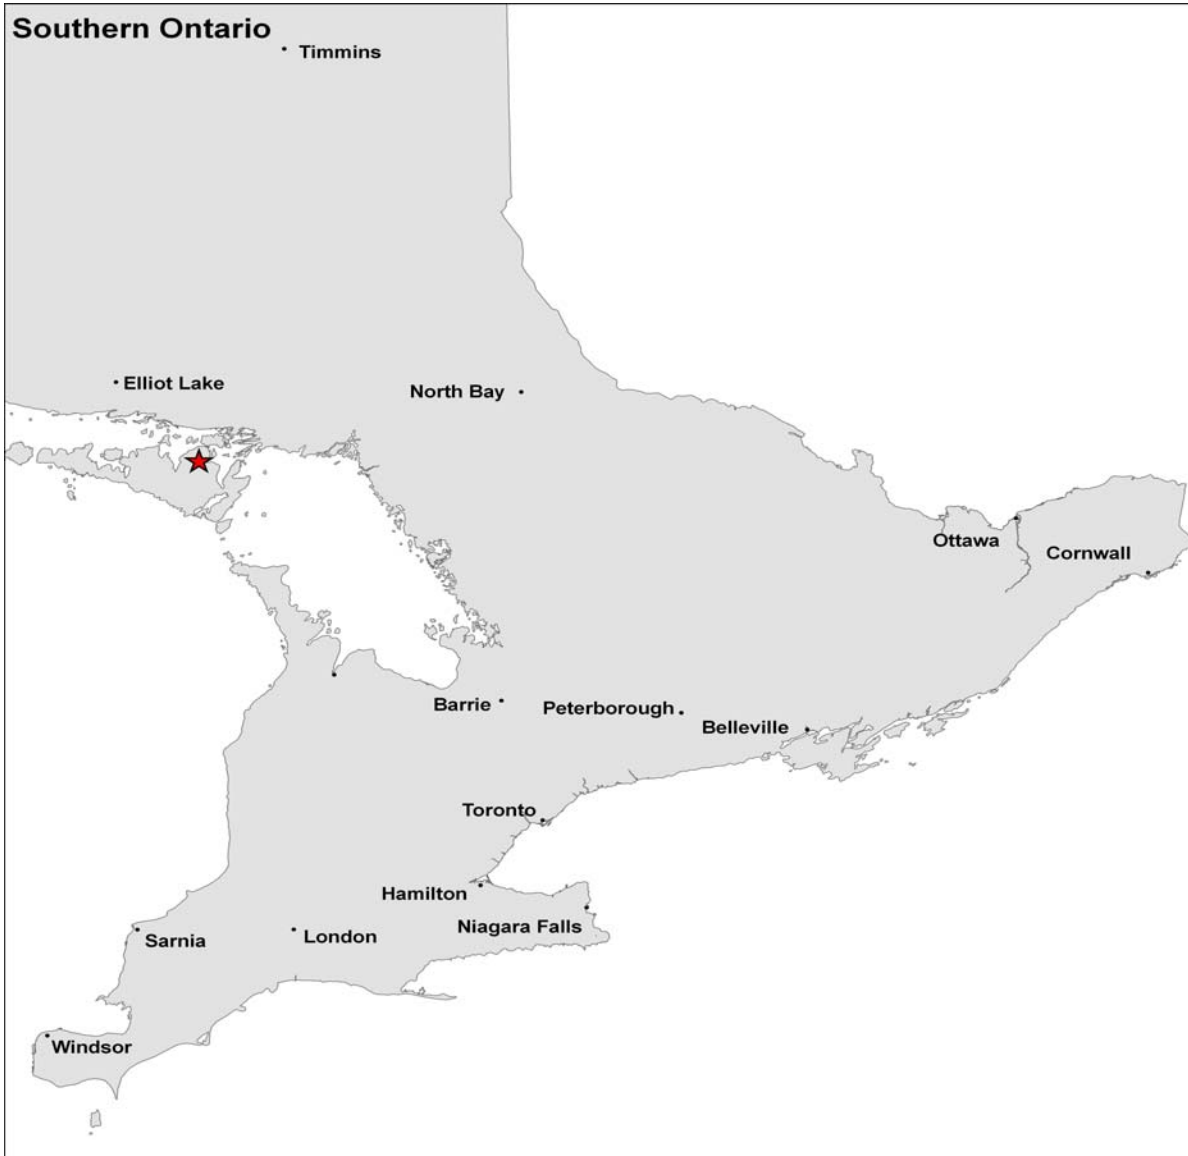 Southern Ontario
Timmins
Elliot Lake
North Bay
Ottawa
Cornwall
Barrie
Peterborough
Belleville
Toronto
Hamilton
Niagara Falls
Sarnia
London
Windsor